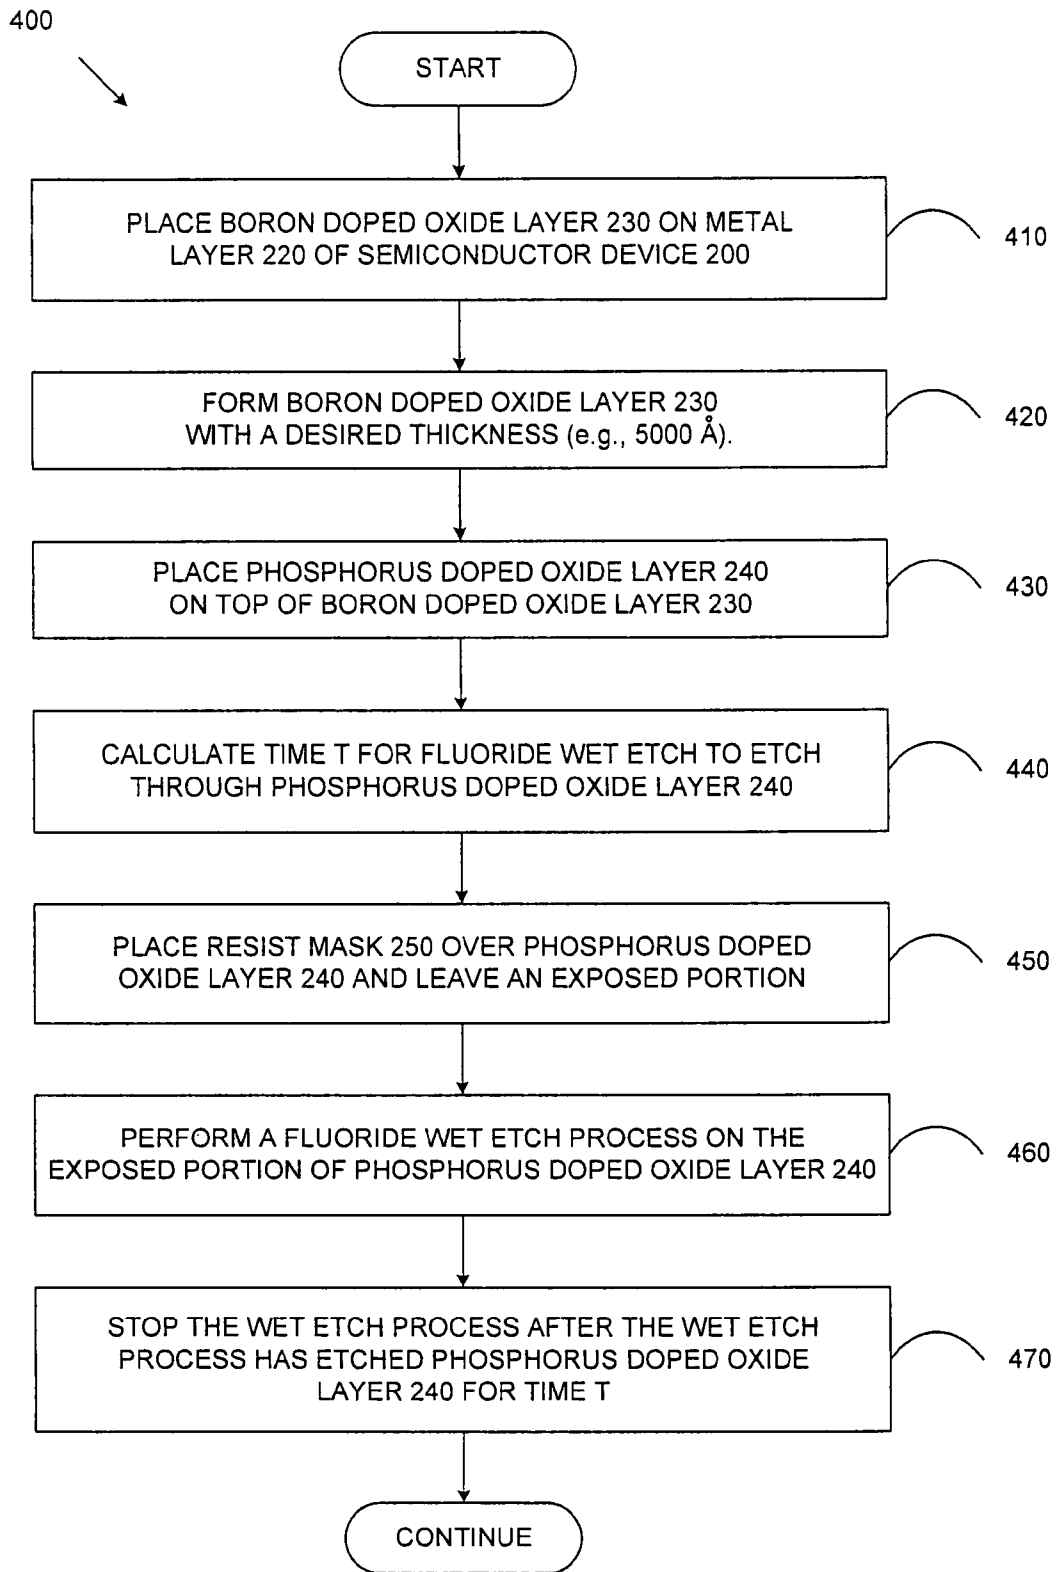 400
START
PLACE BORON DOPED OXIDE LAYER 230 ON METAL
LAYER 220 OF SEMICONDUCTOR DEVICE 200
410
FORM BORON DOPED OXIDE LAYER 230
WITH A DESIRED THICKNESS (e.g., 5000 Å).
420
PLACE PHOSPHORUS DOPED OXIDE LAYER 240
ON TOP OF BORON DOPED OXIDE LAYER 230
430
CALCULATE TIME T FOR FLUORIDE WET ETCH TO ETCH
THROUGH PHOSPHORUS DOPED OXIDE LAYER 240
440
PLACE RESIST MASK 250 OVER PHOSPHORUS DOPED
OXIDE LAYER 240 AND LEAVE AN EXPOSED PORTION
450
PERFORM A FLUORIDE WET ETCH PROCESS ON THE
EXPOSED PORTION OF PHOSPHORUS DOPED OXIDE LAYER 240
460
STOP THE WET ETCH PROCESS AFTER THE WET ETCH
PROCESS HAS ETCHED PHOSPHORUS DOPED OXIDE
LAYER 240 FOR TIME T
470
CONTINUE